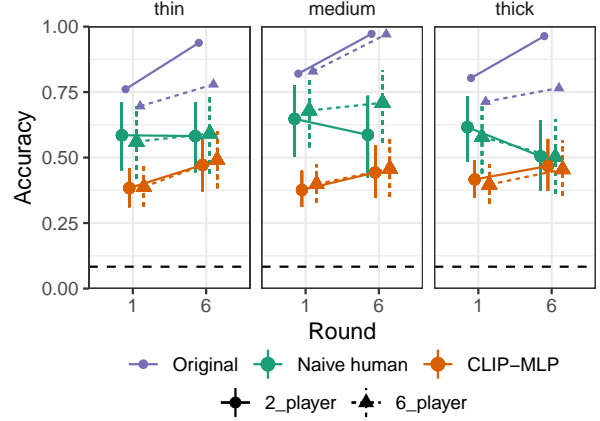 thin medium thick
1.00
0.75
0.50
0.25
0.00
Accuracy
1 6 1 6 1 6
Round
Original Naive human CLIP−MLP
2_player 6_player